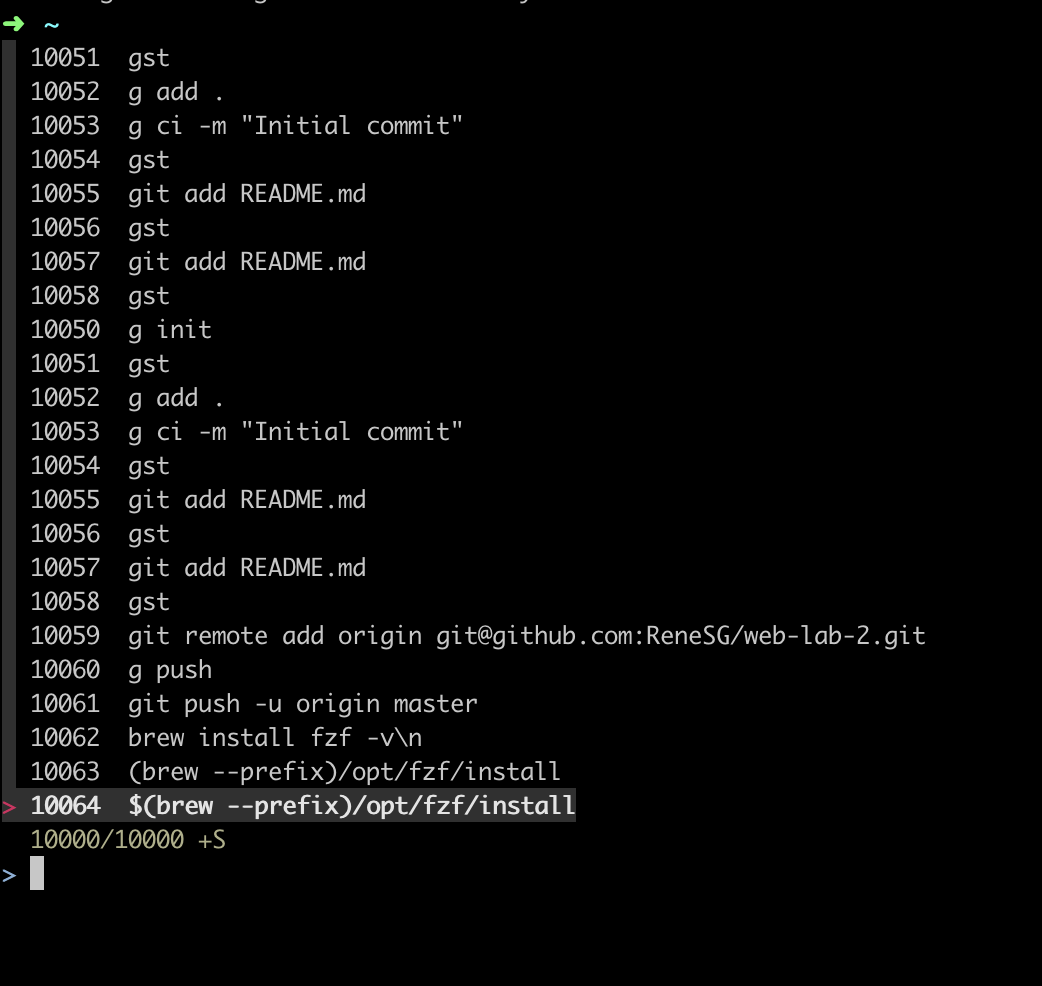 ➜ ~
10051 gst
10052 g add .
10053 g ci -m "Initial commit"
10054 gst
10055 git add README.md
10056 gst
10057 git add README.md
10058 gst
10050 g init
10051 gst
10052 g add .
10053 g ci -m "Initial commit"
10054 gst
10055 git add README.md
10056 gst
10057 git add README.md
10058 gst
10059 git remote add origin git@github.com:ReneSG/web-lab-2.git
10060 g push
10061 git push -u origin master
10062 brew install fzf -v\n
10063 (brew --prefix)/opt/fzf/install
> 10064 $(brew --prefix)/opt/fzf/install
10000/10000 +S
>